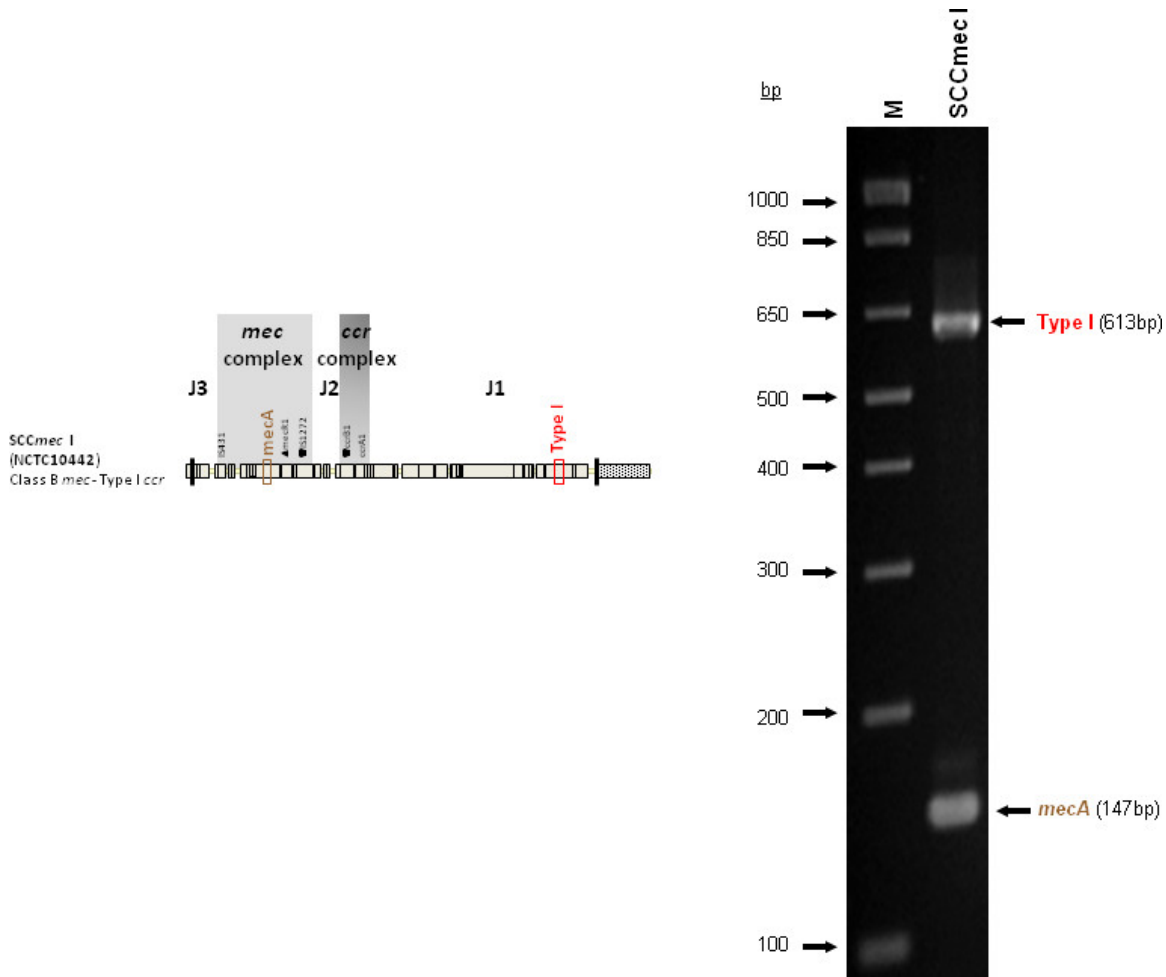 mec
complex
ccr
complex
J3
J2
J1
IS431
mecA
mecR1
IS1272
ccrB1
ccrA1
Type I
SCCmec I
(NCTC10442)
Class B mec-Type I ccr
bp
M
SCCmec I
1000
850
650
500
400
300
200
100
Type I (613bp)
mecA (147bp)